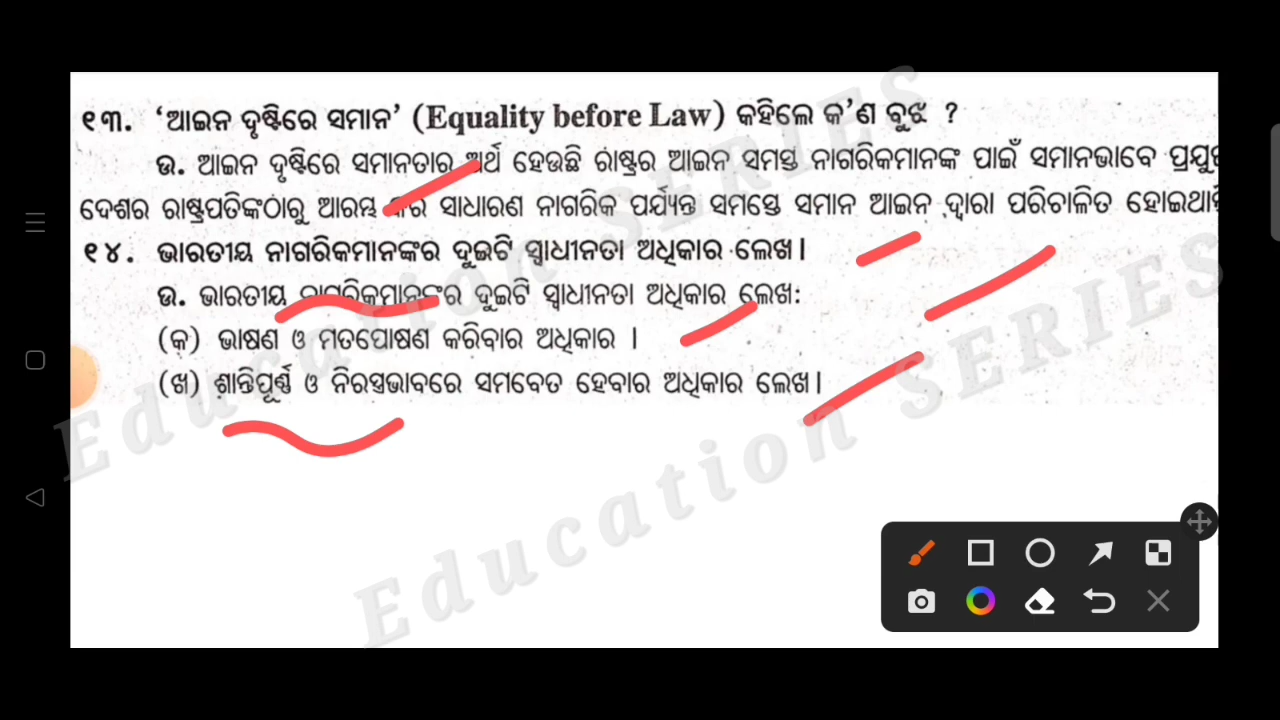 ୧୩. ‘ଆଇନ ଦୃଷ୍ଟିରେ ସମାନ’ (Equality before Law) କହିଲେ କ’ଣ ବୁଝ ?
ଉ. ଆଇନ ଦୃଷ୍ଟିରେ ସମାନତାର ଅର୍ଥ ହେଉଛି ରାଷ୍ଟ୍ରର ଆଇନ ସମସ୍ତ ନାଗରିକମାନଙ୍କ ପାଇଁ ସମାନଭାବେ
ଦେଶର ରାଷ୍ଟ୍ରପତିଙ୍କଠାରୁ ଆରମ୍ଭ କରି ସାଧାରଣ ନାଗରିକ ପର୍ଯ୍ୟନ୍ତ ସମସ୍ତେ ସମାନ ଆଇନ ଦ୍ୱାରା ପରିଚାଳିତ
୧୪. ଭାରତୀୟ ନାଗରିକମାନଙ୍କର ଦୁଇଟି ସ୍ୱାଧୀନତା ଅଧିକାର ଲେଖ।
ଉ. ଭାରତୀୟ ନାଗରିକମାନଙ୍କର ଦୁଇଟି ସ୍ୱାଧୀନତା ଅଧିକାର ଲେଖ:
(କ) ଭାଷଣ ଓ ମତପୋଷଣ କରିବାର ଅଧିକାର ।
(ଖ) ଶାନ୍ତିପୂର୍ଣ୍ଣ ଓ ନିରସ୍ତ୍ରଭାବରେ ସମବେତ ହେବାର ଅଧିକାର ଲେଖ।
Education SERIES
Education SERIES